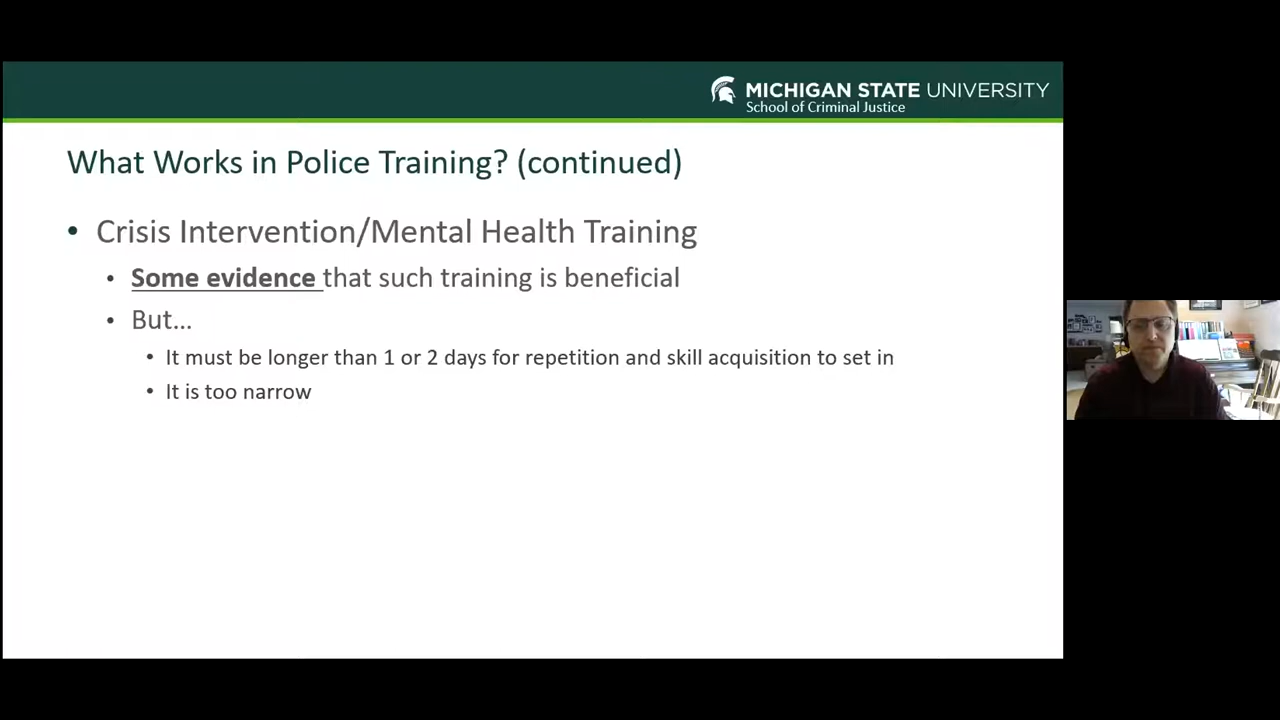 MICHIGAN STATE UNIVERSITY
School of Criminal Justice
What Works in Police Training? (continued)
• Crisis Intervention/Mental Health Training
• Some evidence that such training is beneficial
• But...
• It must be longer than 1 or 2 days for repetition and skill acquisition to set in
• It is too narrow